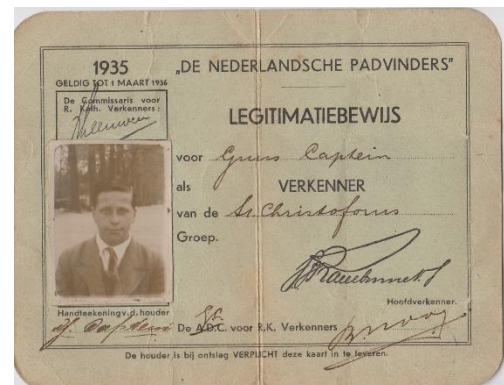 1935
GELDIG TOT 1 MAART 1936
De Commissaris voor
R. Kath. Verkenners:
„DE NEDERLANDSCHE PADVINDERS"
LEGITIMATIEBEWIJS
voor Guus Captein
als VERKENNER
van de St. Christoforus
Groep.
Hoofdverkenner.
Handteekening v. d. houder
De A.D.C. voor R.K. Verkenners
De houder is bij ontslag VERPLICHT deze kaart in te leveren.